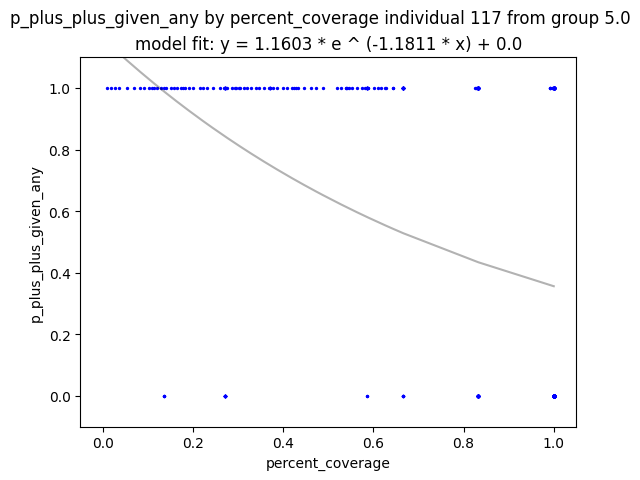 p_plus_plus_given_any by percent_coverage individual 117 from group 5.0
model fit: y = 1.1603 * e ^ (-1.1811 * x) + 0.0
1.0
0.8
0.6
0.4
0.2
0.0
p_plus_plus_given_any
0.0 0.2 0.4 0.6 0.8 1.0
percent_coverage